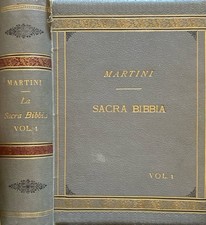 MARTINI
La
Sacra Bibbia
VOL. 1
MARTINI
SACRA BIBBIA
VOL. 1